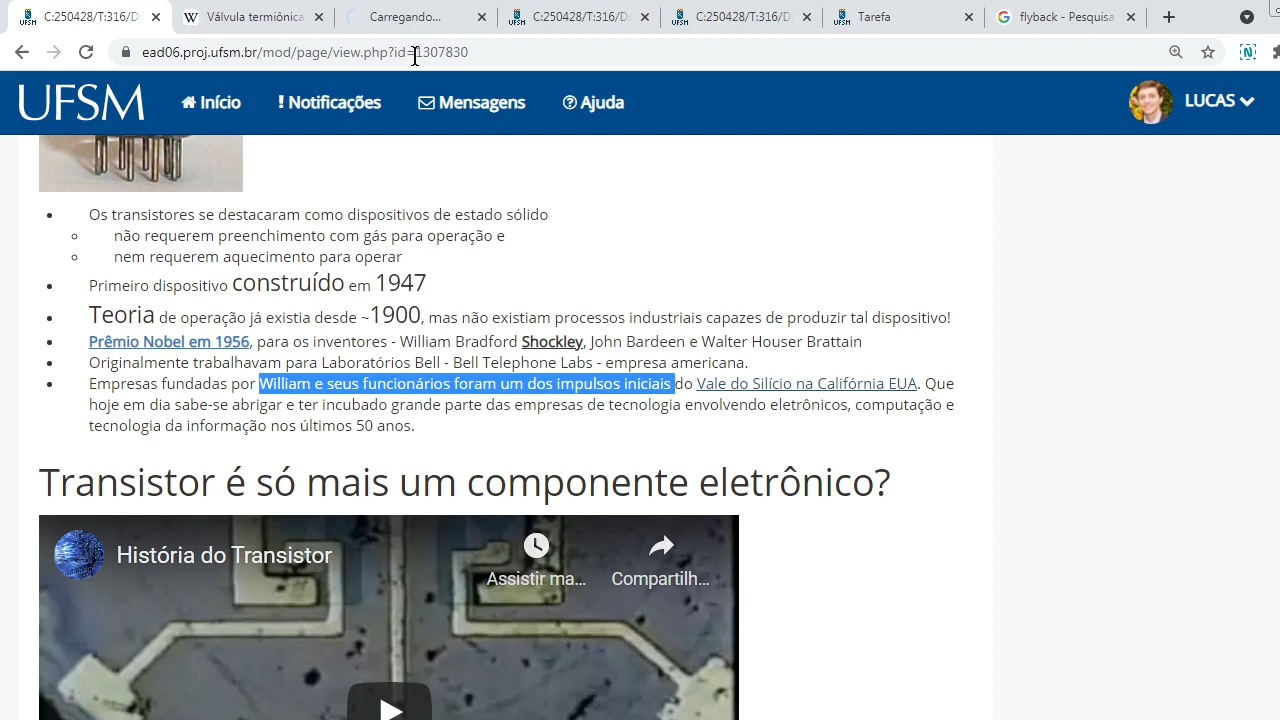 C:250428/T:316/D:
Válvula termiônica
Carregando...
C:250428/T:316/D:
C:250428/T:316/D:
Tarefa
flyback - Pesquisa
ead06.proj.ufsm.br/mod/page/view.php?id=1307830
UFSM
Início
Notificações
Mensagens
Ajuda
LUCAS
Os transistores se destacaram como dispositivos de estado sólido
não requerem preenchimento com gás para operação e
nem requerem aquecimento para operar
Primeiro dispositivo construído em 1947
Teoria de operação já existia desde ~1900, mas não existiam processos industriais capazes de produzir tal dispositivo!
Prêmio Nobel em 1956, para os inventores - William Bradford Shockley, John Bardeen e Walter Houser Brattain
Originalmente trabalhavam para Laboratórios Bell - Bell Telephone Labs - empresa americana.
Empresas fundadas por William e seus funcionários foram um dos impulsos iniciais do Vale do Silício na Califórnia EUA. Que
hoje em dia sabe-se abrigar e ter incubado grande parte das empresas de tecnologia envolvendo eletrônicos, computação e
tecnologia da informação nos últimos 50 anos.
Transistor é só mais um componente eletrônico?
História do Transistor
Assistir ma...
Compartilh...